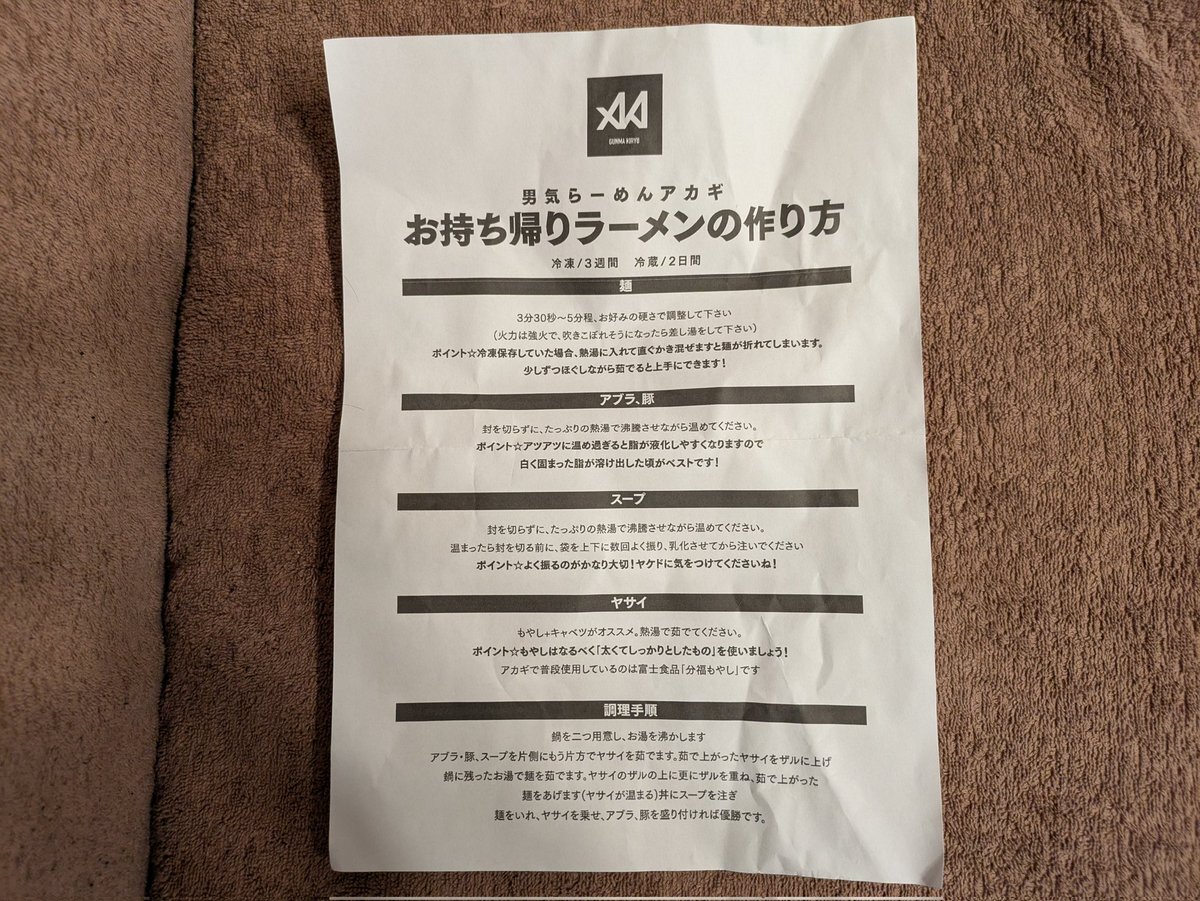 GUNMA KIRYU
男気らーめんアカギ
お持ち帰りラーメンの作り方
冷凍/3週間 冷蔵/2日間
麺
3分30秒〜5分程、お好みの硬さで調整して下さい
(火力は強火で、吹きこぼれそうになったら差し湯をして下さい)
ポイント☆冷凍保存していた場合、熱湯に入れて直ぐかき混ぜますと麺が折れてしまいます。
少しずつほぐしながら茹でると上手にできます!
アブラ、豚
封を切らずに、たっぷりの熱湯で沸騰させながら温めてください。
ポイント☆アツアツに温め過ぎると脂が液化しやすくなりますので
白く固まった脂が溶け出した頃がベストです!
スープ
封を切らずに、たっぷりの熱湯で沸騰させながら温めてください。
温まったら封を切る前に、袋を上下に数回よく振り、乳化させてから注いでください
ポイント☆よく振るのがかなり大切!ヤケドに気をつけてくださいね!
ヤサイ
もやし+キャベツがオススメ。熱湯で茹でてください。
ポイント☆もやしはなるべく「太くてしっかりとしたもの」を使いましょう!
アカギで普段使用しているのは富士食品「分福もやし」です
調理手順
鍋を二つ用意し、お湯を沸かします
アブラ・豚、スープを片側にもう片方でヤサイを茹でます。茹で上がったヤサイをザルに上げ
鍋に残ったお湯で麺を茹でます。ヤサイのザルの上に更にザルを重ね、茹で上がった
麺をあげます(ヤサイが温まる)丼にスープを注ぎ
麺をいれ、ヤサイを乗せ、アブラ、豚を盛り付ければ優勝です。